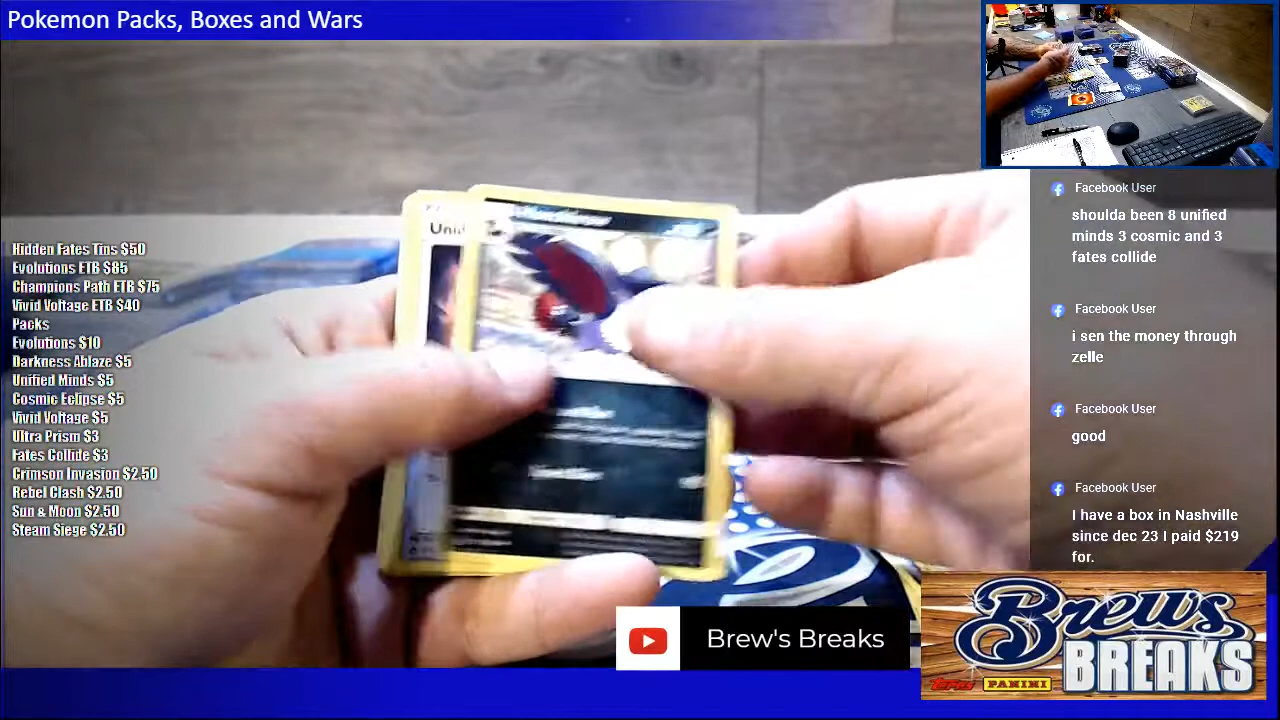 Pokemon Packs, Boxes and Wars
Hidden Fates Tins $50
Evolutions ETB $85
Champions Path ETB $75
Vivid Voltage ETB $40
Packs
Evolutions $10
Darkness Ablaze $5
Unified Minds $5
Cosmic Eclipse $5
Vivid Voltage $5
Ultra Prism $3
Fates Collide $3
Crimson Invasion $2.50
Rebel Clash $2.50
Sun & Moon $2.50
Steam Siege $2.50
Facebook User
shoulda been 8 unified
minds 3 cosmic and 3
fates collide
Facebook User
i sen the money through
zelle
Facebook User
good
Facebook User
I have a box in Nashville
since dec 23 I paid $219
for.
Brew's Breaks
Brew's
BREAKS
Topps PANINI